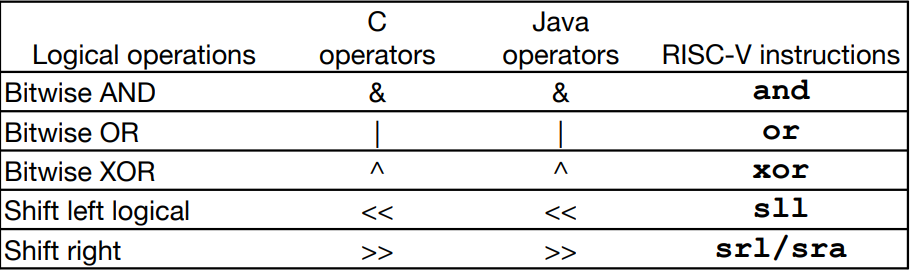 C Java
Logical operations operators operators RISC-V instructions
Bitwise AND & & and
Bitwise OR | | or
Bitwise XOR ^ ^ xor
Shift left logical << << sll
Shift right >> >> srl/sra